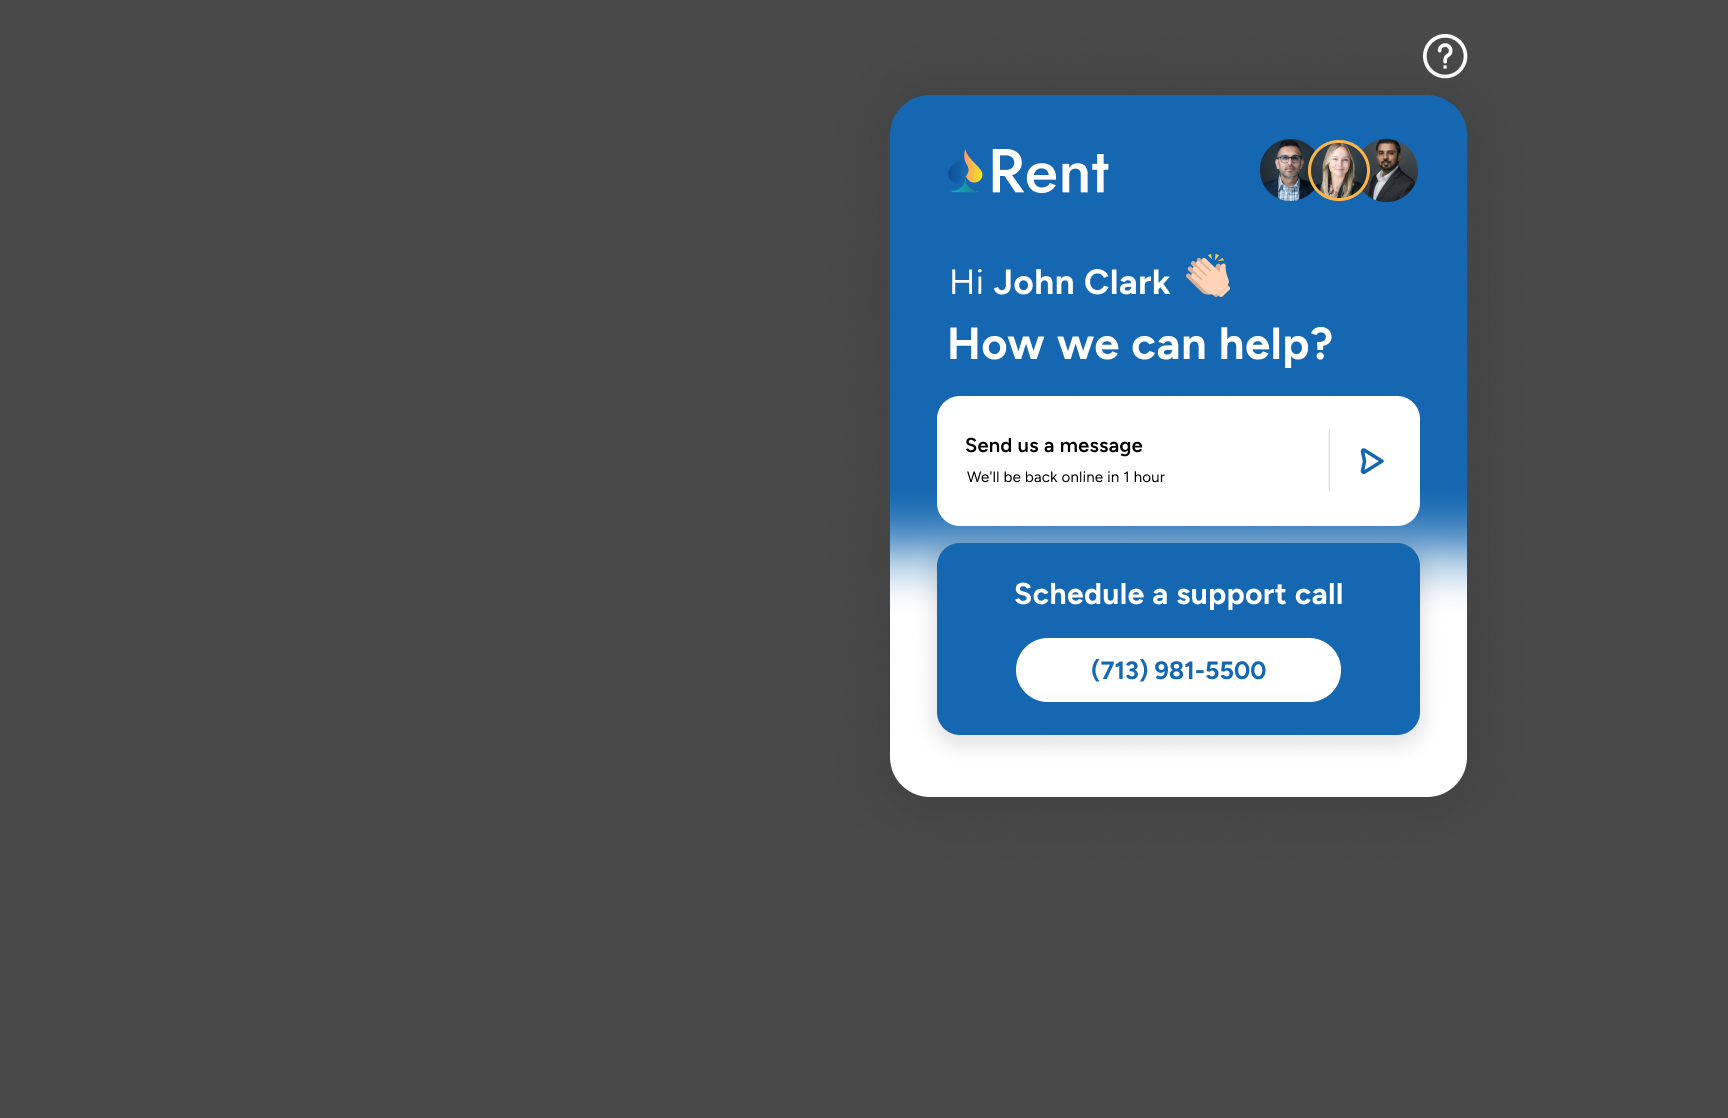 Rent
Hi John Clark
How we can help?
Send us a message
We'll be back online in 1 hour
Schedule a support call
(713) 981-5500